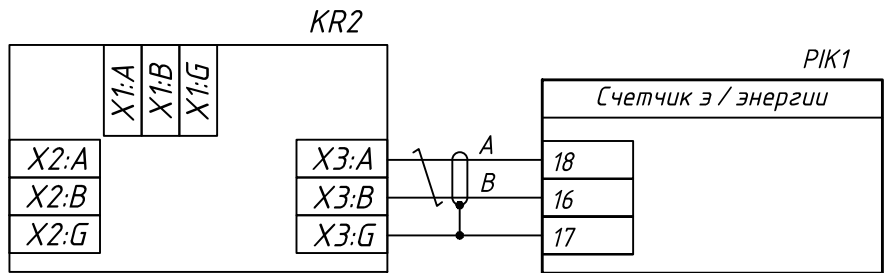 KR2
PIK1
X1:A
X1:B
X1:G
Счетчик э / энергии
X2:A
X3:A
A
18
X2:B
X3:B
B
16
X2:G
X3:G
17